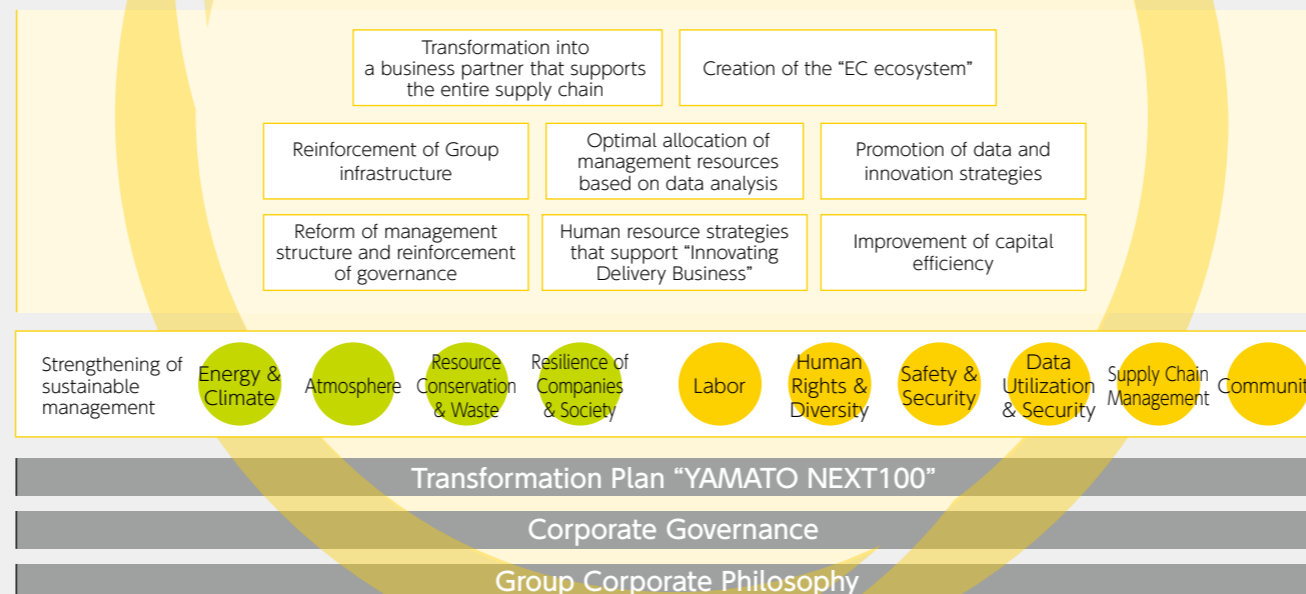 Transformation into
a business partner that supports
the entire supply chain
Creation of the “EC ecosystem”
Reinforcement of Group
infrastructure
Optimal allocation of
management resources
based on data analysis
Promotion of data and
innovation strategies
Reform of management
structure and reinforcement
of governance
Human resource strategies
that support “Innovating
Delivery Business”
Improvement of capital
efficiency
Strengthening of
sustainable
management
Energy &
Climate
Atmosphere
Resource
Conservation
& Waste
Resilience of
Companies
& Society
Labor
Human
Rights &
Diversity
Safety &
Security
Data
Utilization
& Security
Supply Chain
Management
Communit
Transformation Plan “YAMATO NEXT100”
Corporate Governance
Group Corporate Philosophy